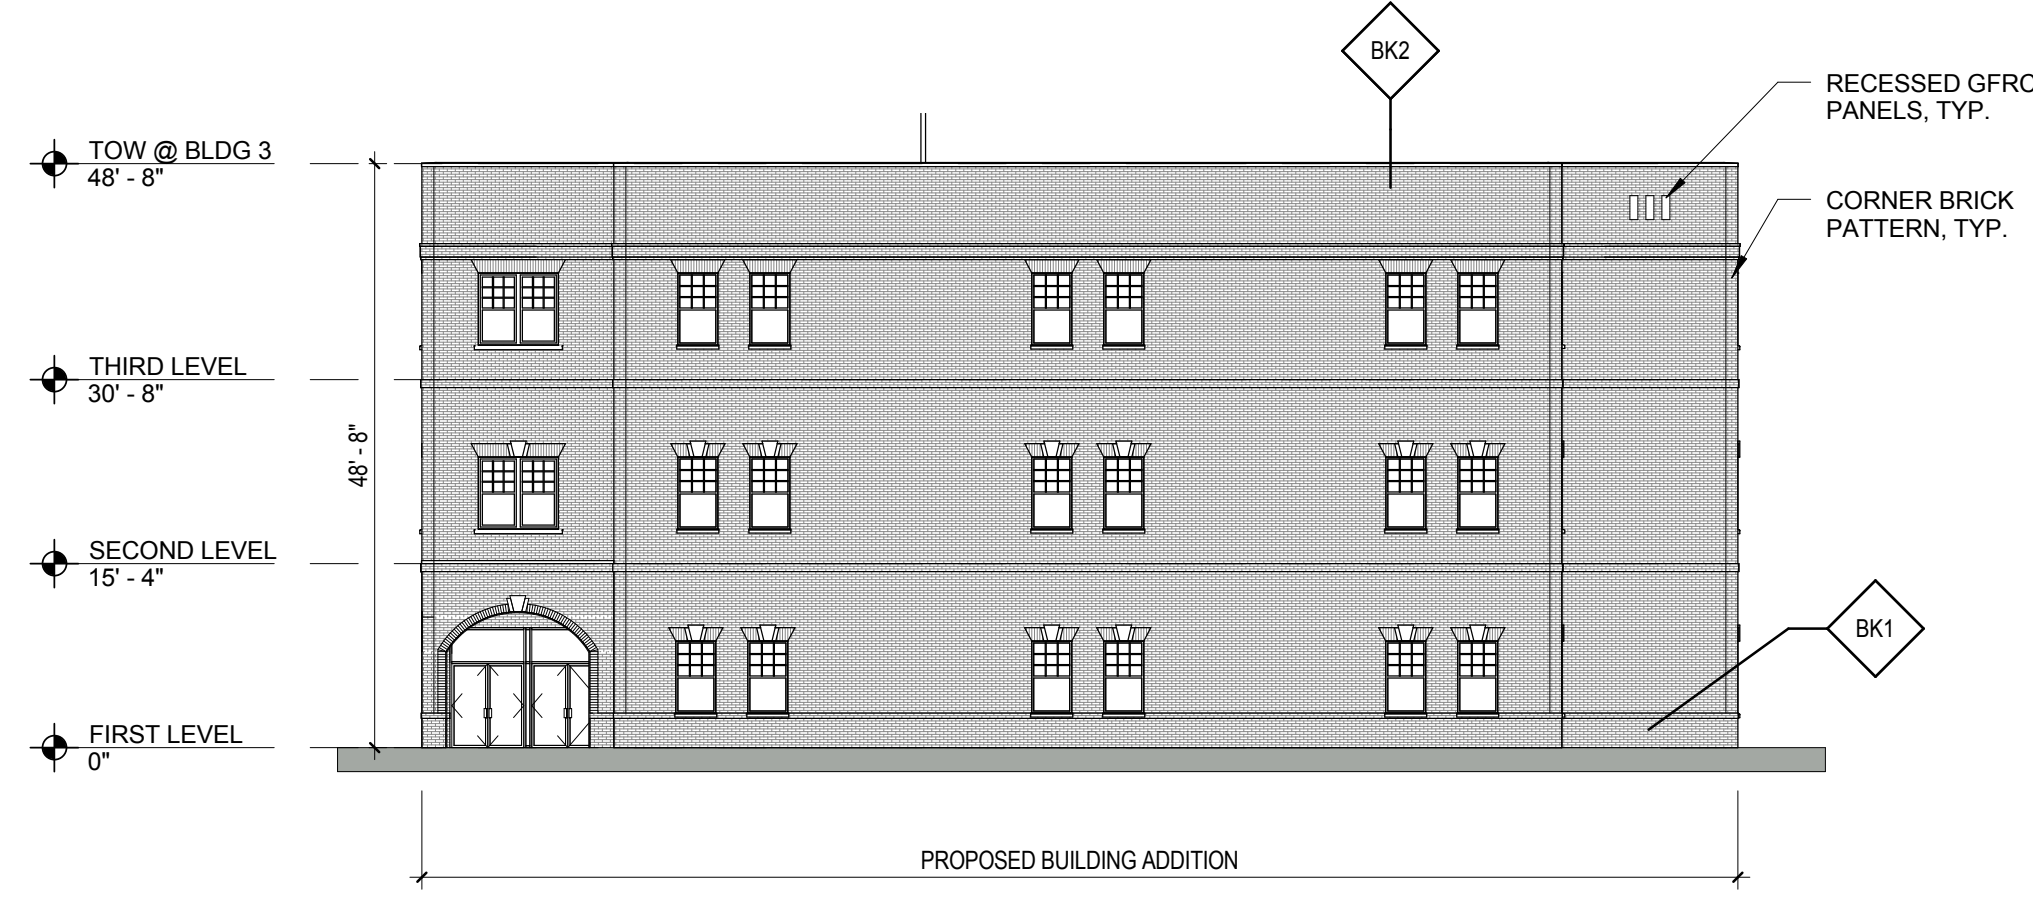 BK2
RECESSED GFRC
PANELS, TYP.
TOW @ BLDG 3
48' - 8"
CORNER BRICK
PATTERN, TYP.
THIRD LEVEL
30' - 8"
48' - 8"
SECOND LEVEL
15' - 4"
BK1
FIRST LEVEL
0"
PROPOSED BUILDING ADDITION